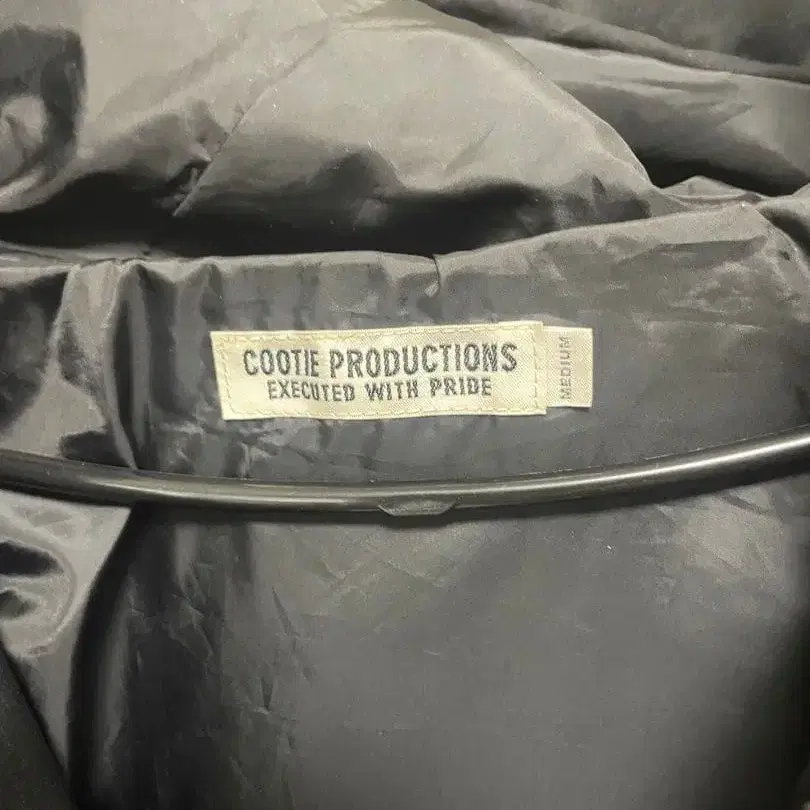 COOTIE PRODUCTIONS
EXECUTED WITH PRIDE
MEDIUM